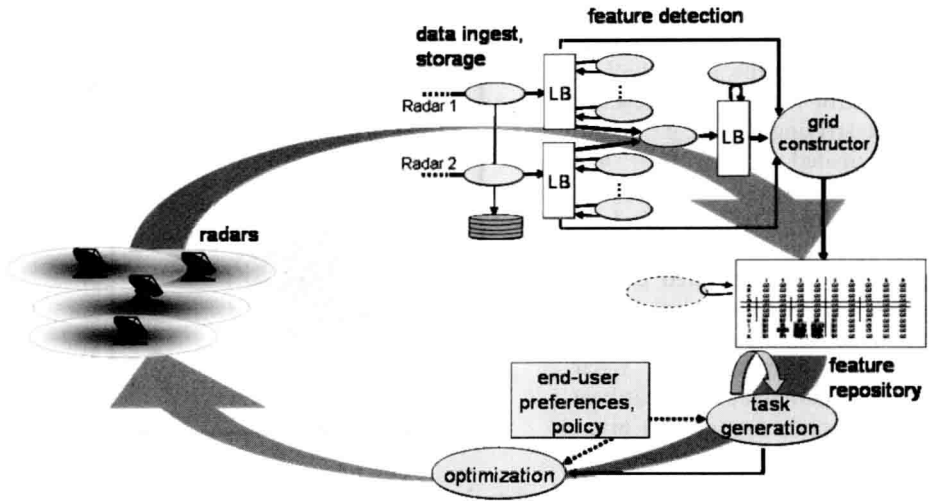 feature detection
data ingest,
storage
LB
Radar 1
LB
grid
constructor
Radar 2
LB
radars
feature
repository
end-user
preferences,
policy
task
generation
optimization